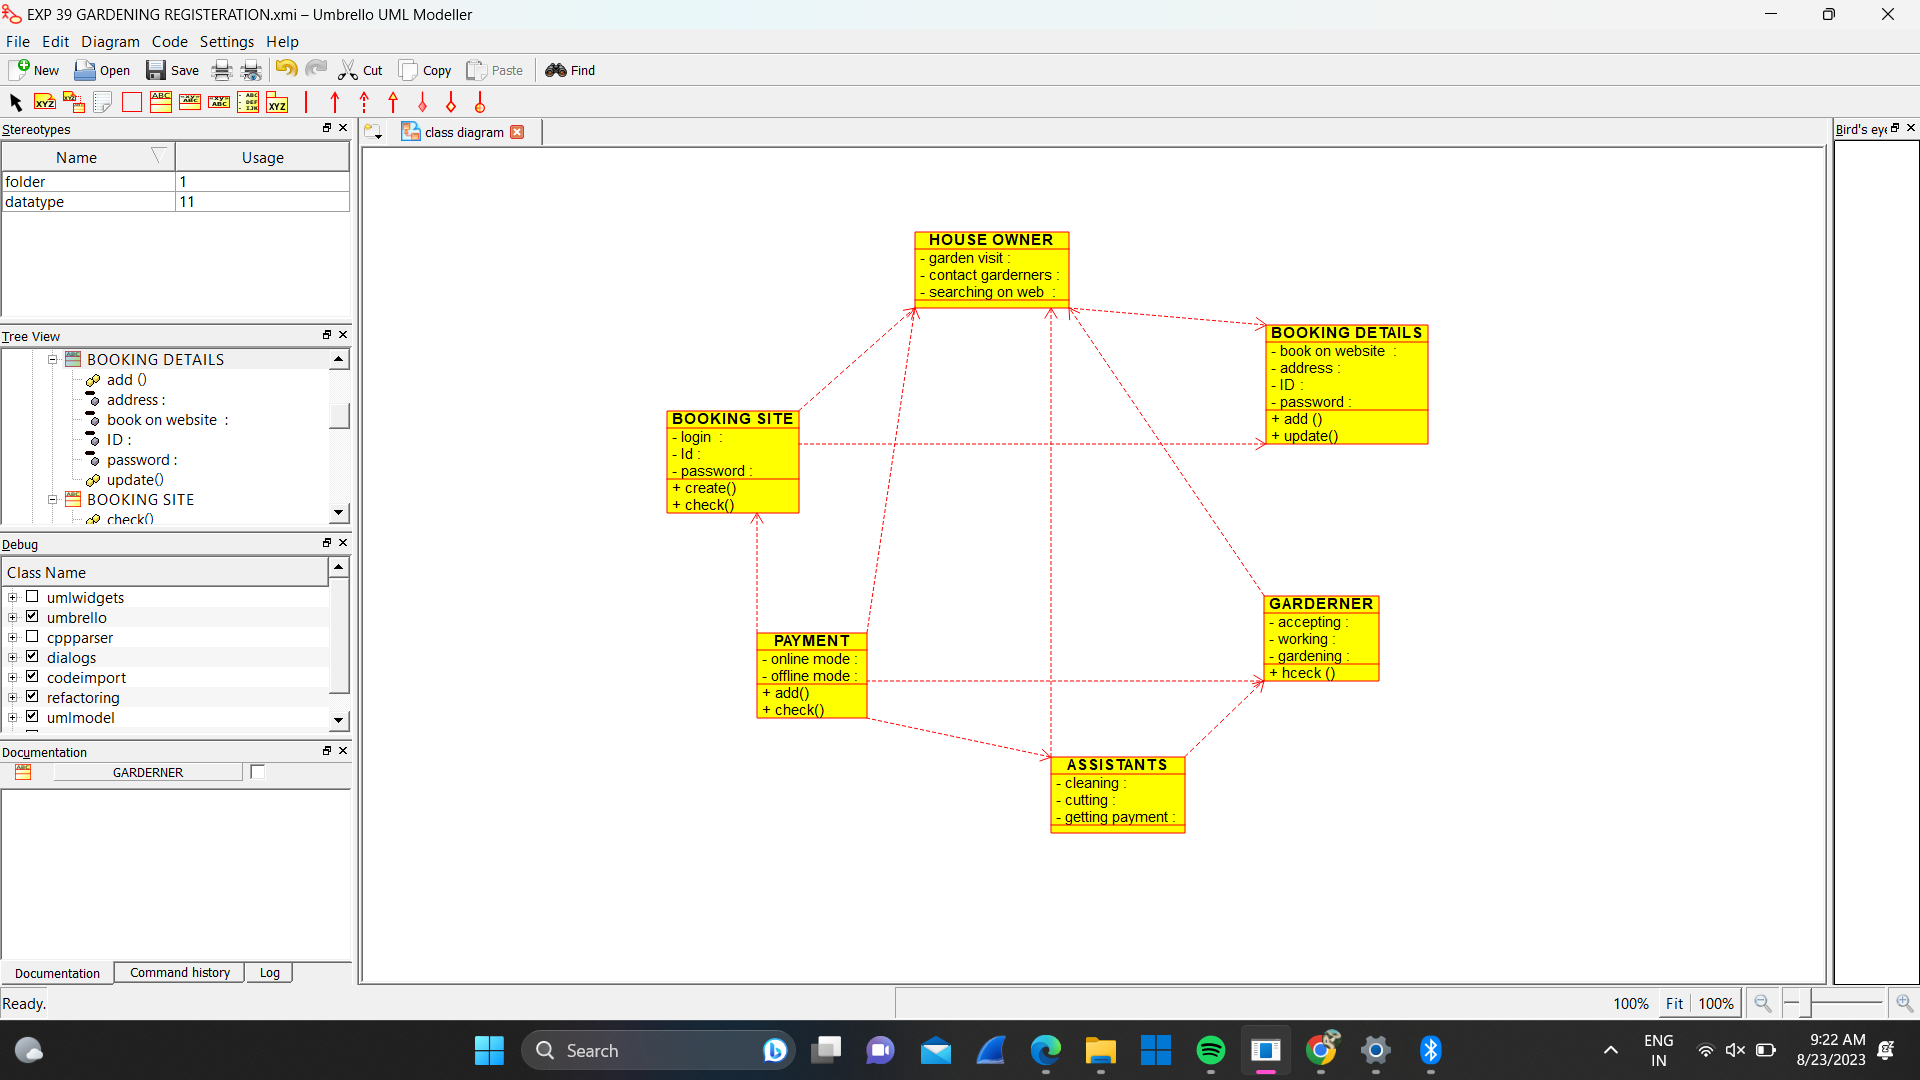 EXP 39 GARDENING REGISTERATION.xmi – Umbrello UML Modeller
File Edit Diagram Code Settings Help
New Open Save Cut Copy Paste Find
Stereotypes
Name Usage
folder 1
datatype 11
Tree View
BOOKING DETAILS
add ()
address :
book on website :
ID :
password :
update()
BOOKING SITE
check()
Debug
Class Name
umlwidgets
umbrello
cppparser
dialogs
codeimport
refactoring
umlmodel
Documentation
GARDERNER
Documentation Command history Log
Ready.
class diagram
HOUSE OWNER
- garden visit :
- contact garderners :
- searching on web :
BOOKING DETAILS
- book on website :
- address :
- ID :
- password :
+ add ()
+ update()
BOOKING SITE
- login :
- Id :
- password :
+ create()
+ check()
PAYMENT
- online mode :
- offline mode :
+ add()
+ check()
GARDERNER
- accepting :
- working :
- gardening :
+ hceck ()
ASSISTANTS
- cleaning :
- cutting :
- getting payment :
Bird's eye
100% Fit 100%
Search
ENG
IN
9:22 AM
8/23/2023